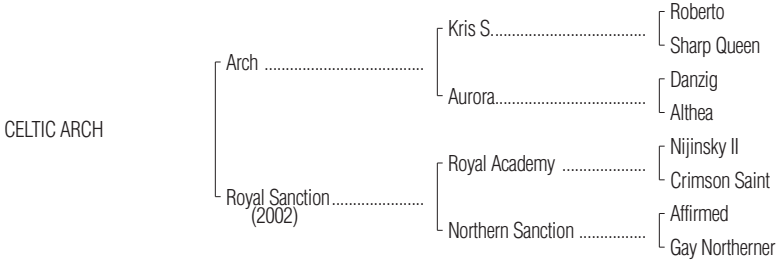 Roberto
Kris S.
Sharp Queen
Arch
Danzig
Aurora
Althea
CELTIC ARCH
Nijinsky II
Royal Academy
Crimson Saint
Royal Sanction
(2002)
Affirmed
Northern Sanction
Gay Northerner